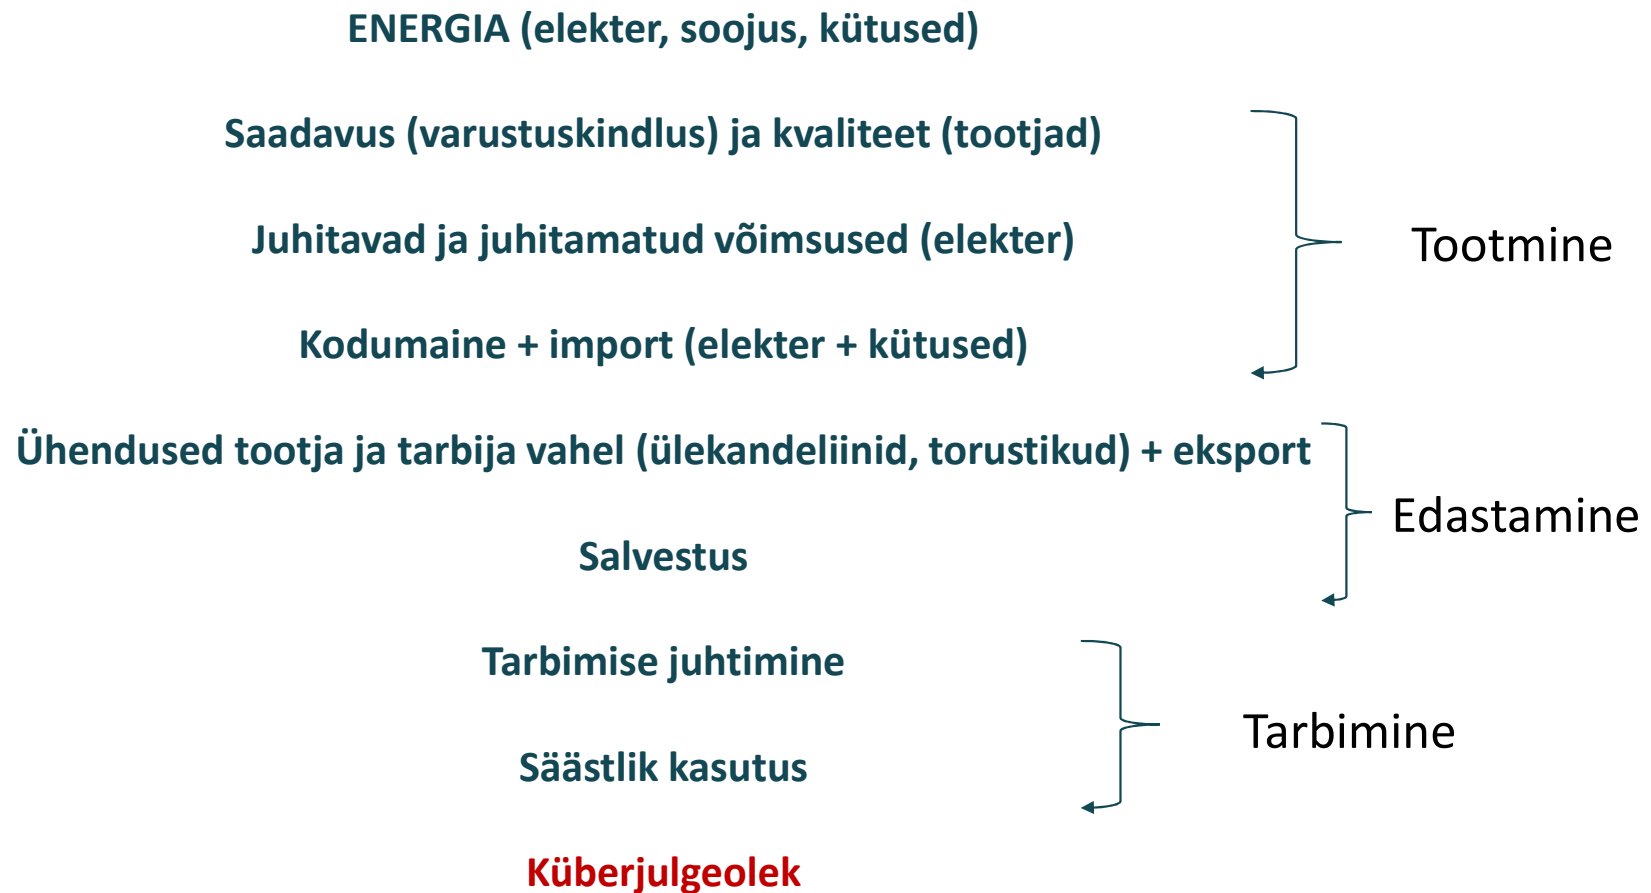 ENERGIA (elekter, soojus, kütused)
Saadavus (varustuskindlus) ja kvaliteet (tootjad)
Juhitavad ja juhitamatud võimsused (elekter)
Tootmine
Kodumaine + import (elekter + kütused)
Ühendused tootja ja tarbija vahel (ülekandeliinid, torustikud) + eksport
Edastamine
Salvestus
Tarbimise juhtimine
Tarbimine
Säästlik kasutus
Küberjulgeolek